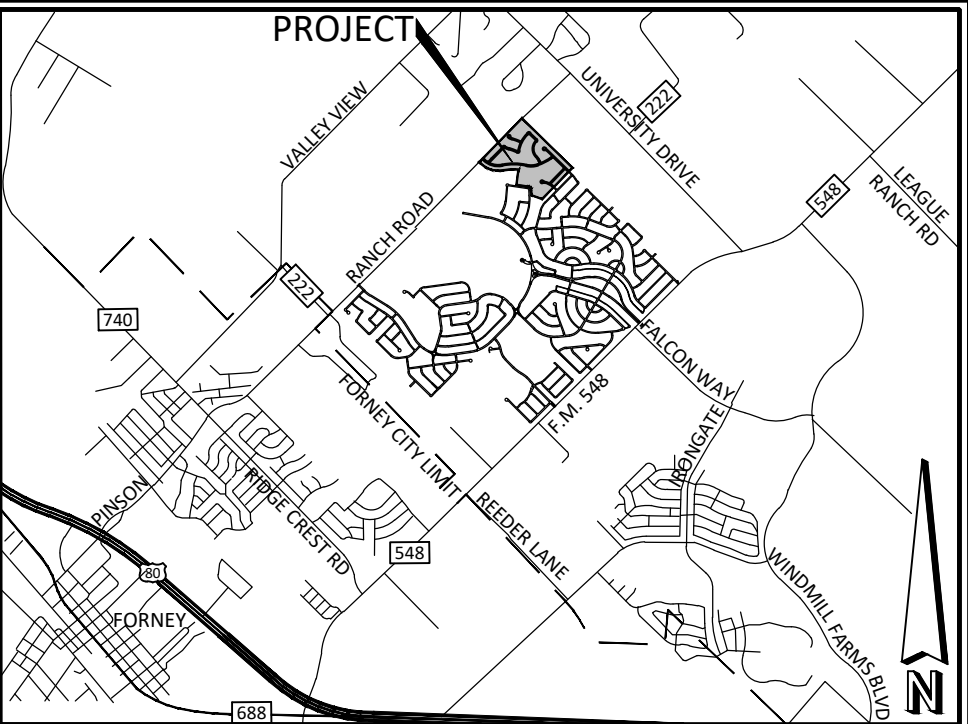 PROJECT
VALLEY VIEW
UNIVERSITY DRIVE
222
548
LEAGUE
RANCH RD
RANCH ROAD
222
740
FALCON WAY
F.M. 548
FORNEY CITY LIMIT
IRONGATE
PINSON
RIDGE CREST RD
REEDER LANE
548
WINDMILL FARMS BLVD
80
FORNEY
688
N